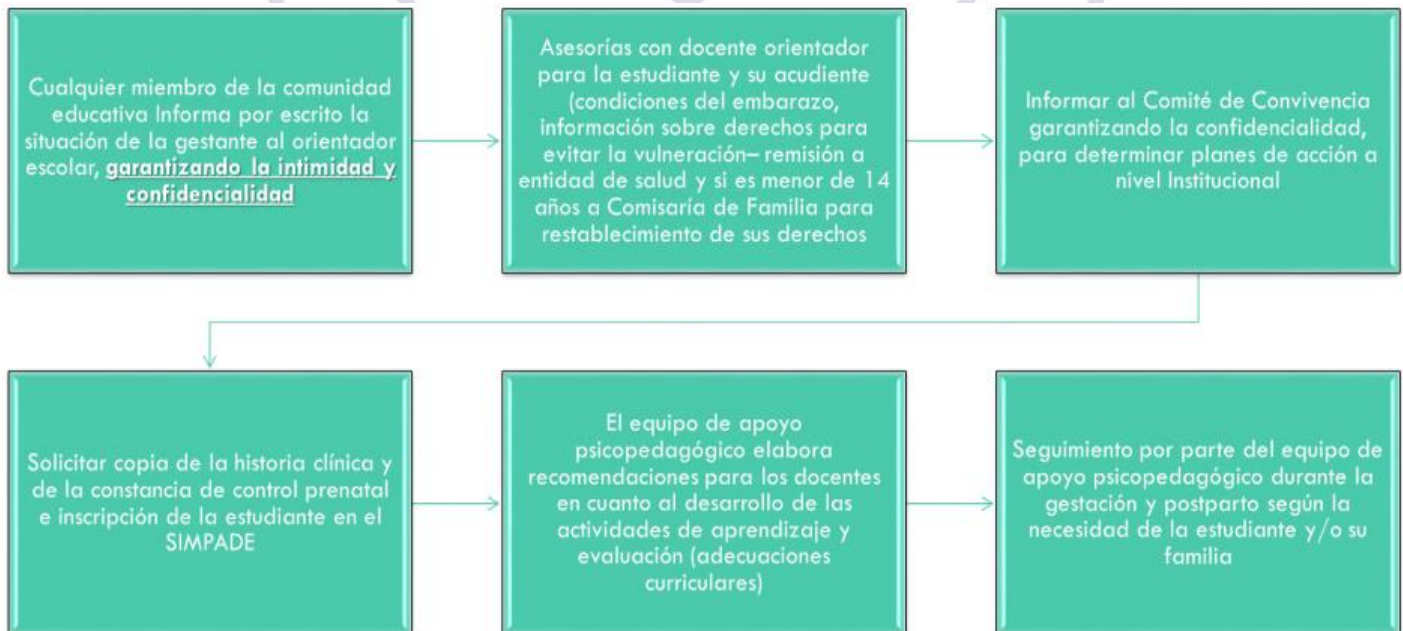 Cualquier miembro de la comunidad
educativa Informa por escrito la
situación de la gestante al orientador
escolar, garantizando la intimidad y
confidencialidad
Asesorías con docente orientador
para la estudiante y su acudiente
(condiciones del embarazo,
información sobre derechos para
evitar la vulneración– remisión a
entidad de salud y si es menor de 14
años a Comisaría de Familia para
restablecimiento de sus derechos
Informar al Comité de Convivencia
garantizando la confidencialidad,
para determinar planes de acción a
nivel Institucional
Solicitar copia de la historia clínica y
de la constancia de control prenatal
e inscripción de la estudiante en el
SIMPADE
El equipo de apoyo
psicopedagógico elabora
recomendaciones para los docentes
en cuanto al desarrollo de las
actividades de aprendizaje y
evaluación (adecuaciones
curriculares)
Seguimiento por parte del equipo de
apoyo psicopedagógico durante la
gestación y postparto según la
necesidad de la estudiante y/o su
familia